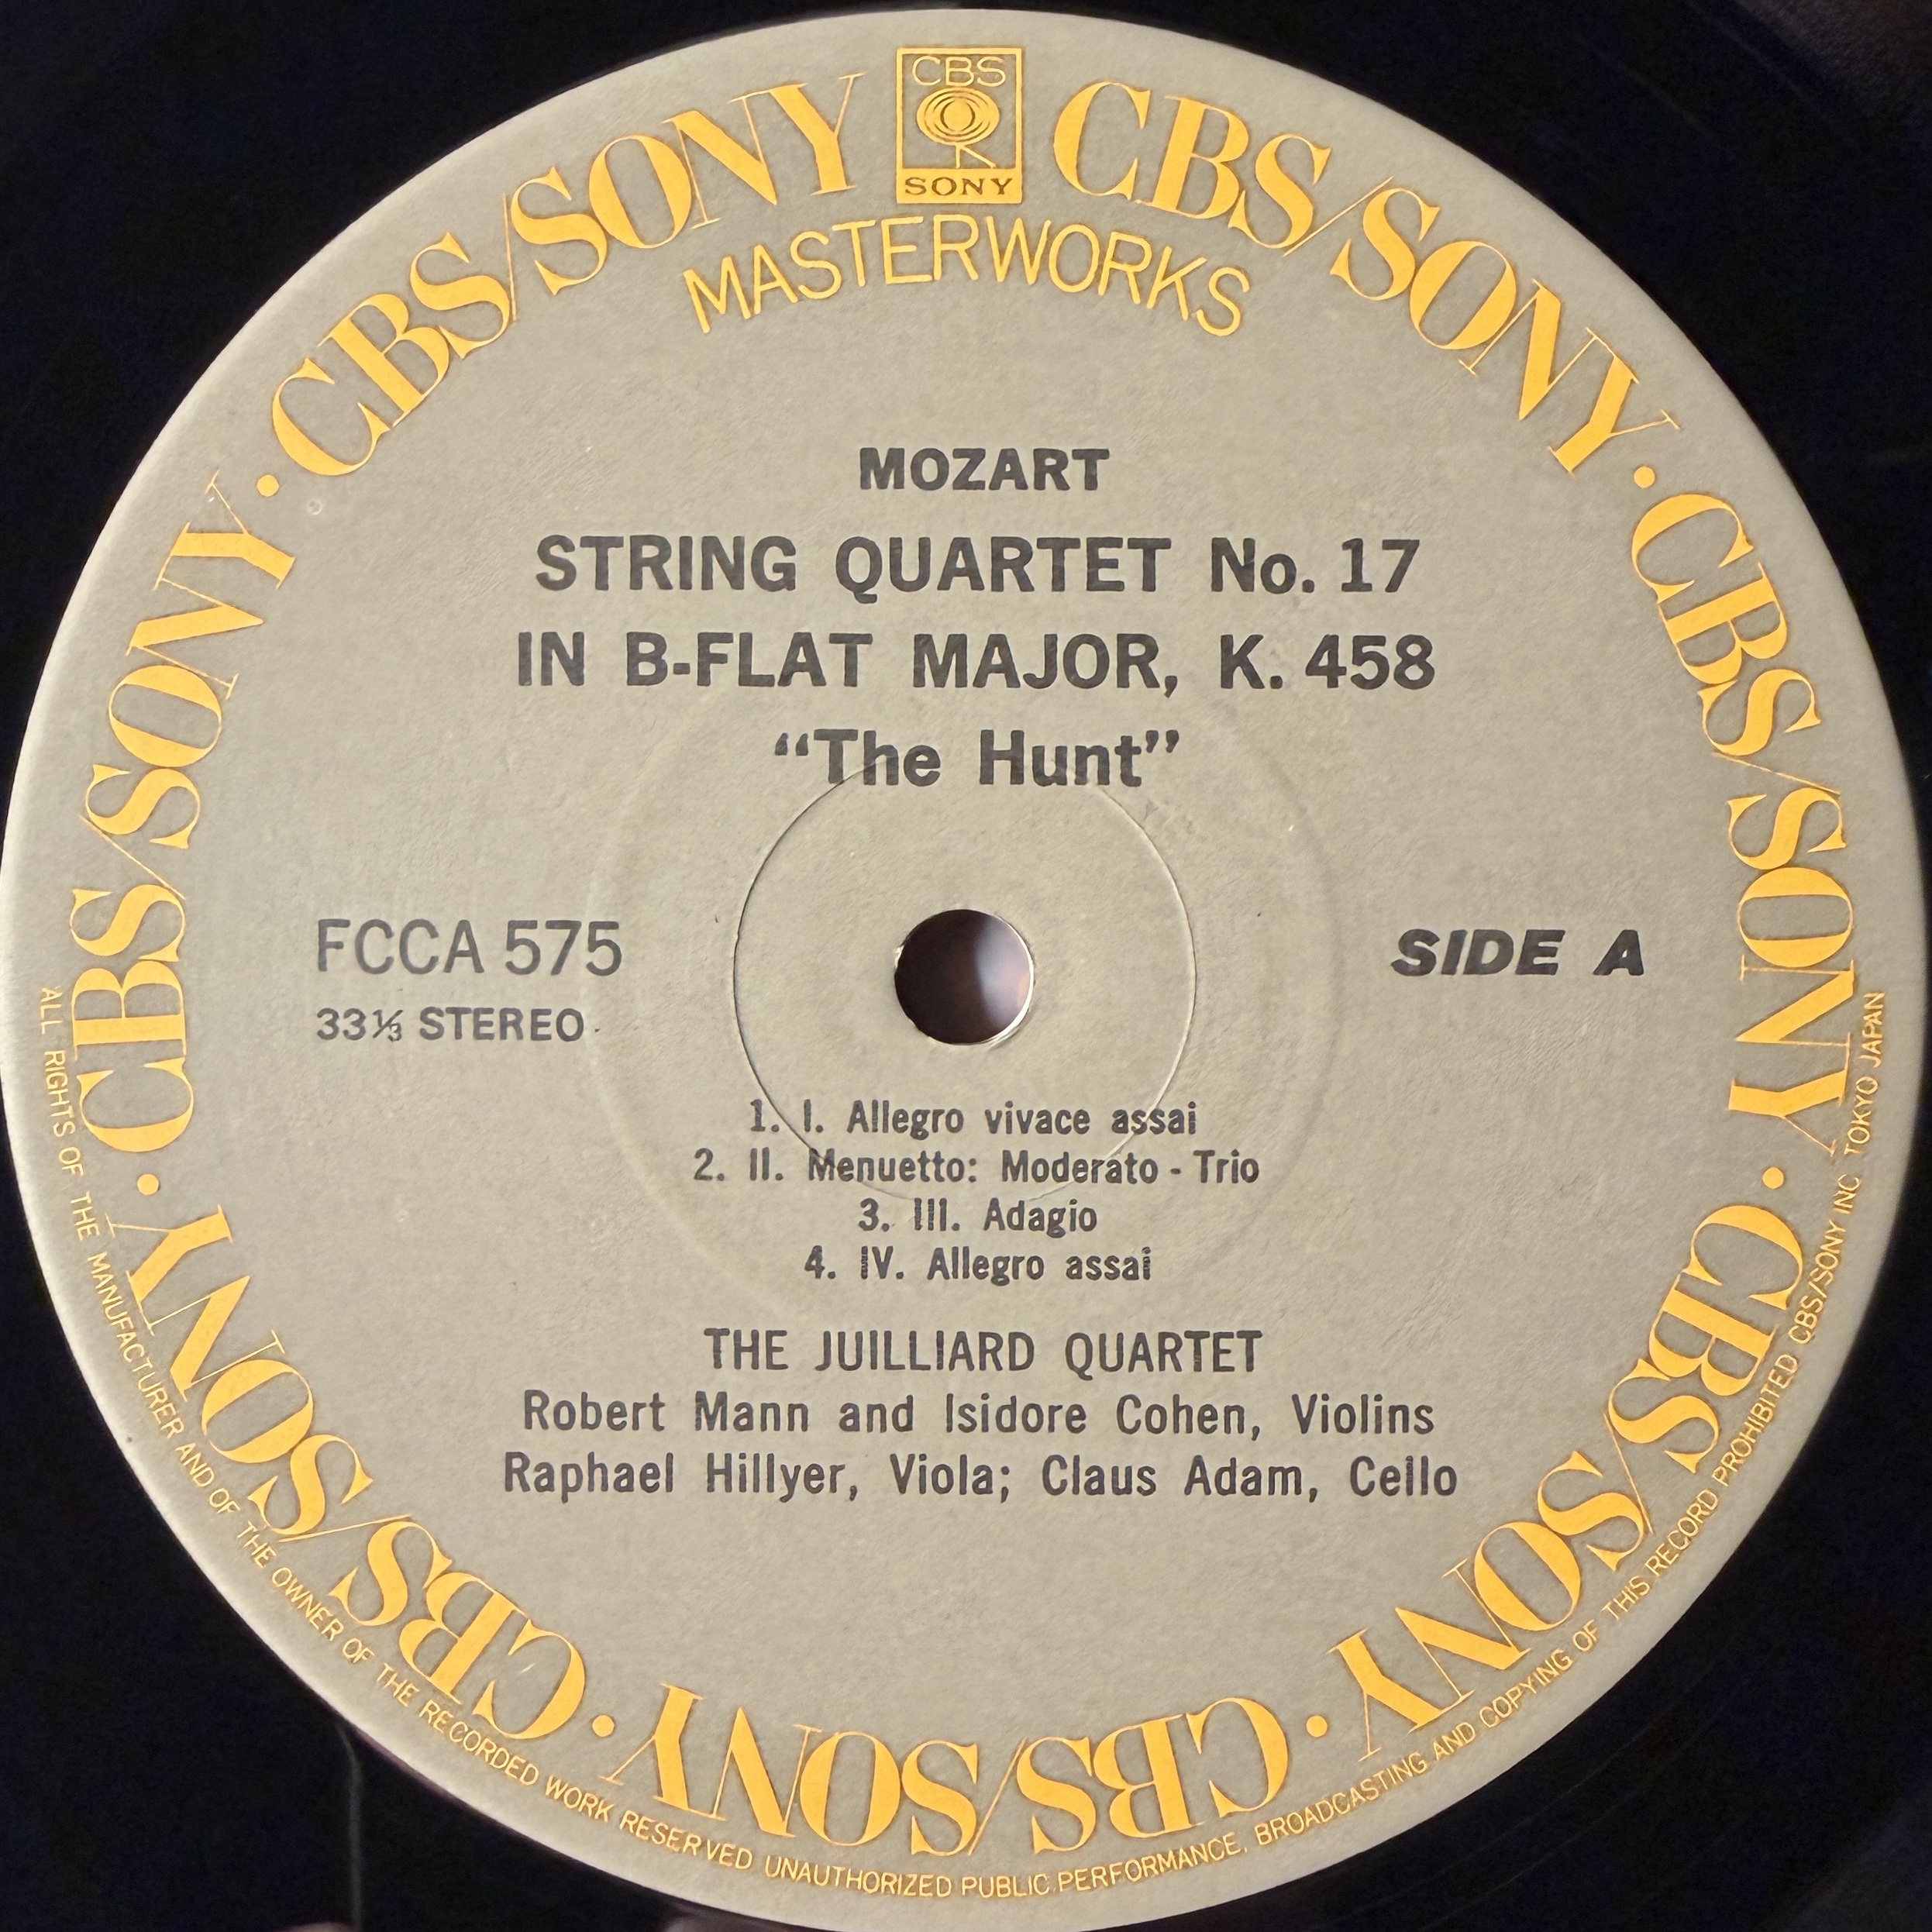 CBS
SONY
CBS/SONY CBS/SONY · CBS/SONY · CBS/SONY · CBS/SONY · CBS/SONY · CBS/SONY · CBS/SONY
MASTERWORKS
MOZART
STRING QUARTET No. 17
IN B-FLAT MAJOR, K. 458
“The Hunt”
FCCA 575
33⅓ STEREO
SIDE A
1. I. Allegro vivace assai
2. II. Menuetto: Moderato - Trio
3. III. Adagio
4. IV. Allegro assai
THE JUILLIARD QUARTET
Robert Mann and Isidore Cohen, Violins
Raphael Hillyer, Viola; Claus Adam, Cello
ALL RIGHTS OF THE MANUFACTURER AND OF THE OWNER OF THE RECORDED WORK RESERVED UNAUTHORIZED PUBLIC PERFORMANCE, BROADCASTING AND COPYING OF THIS RECORD PROHIBITED CBS/SONY INC TOKYO JAPAN